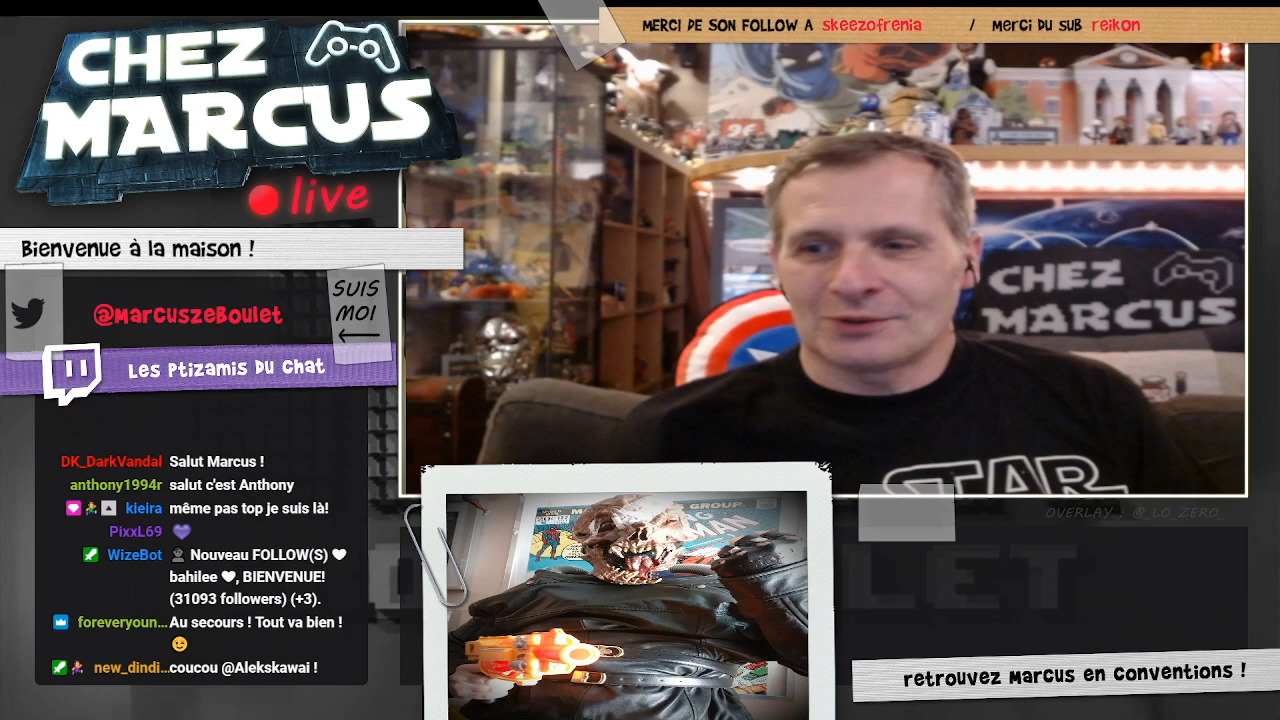 MERCI DE SON FOLLOW A skeezofrenia / MERCI DU SUB reikon
CHEZ
MARCUS
live
Bienvenue à la maison !
SUIS
MOI
@marcuszeBoulet
Les Ptizamis Du Chat
DK_DarkVandal Salut Marcus !
anthony1994r salut c'est Anthony
kieira même pas top je suis là!
PixxL69 💜
WizeBot Nouveau FOLLOW(S) ♥
bahilee ♥, BIENVENUE!
(31093 followers) (+3).
foreveryoun... Au secours ! Tout va bien !
😉
new_dindi... coucou @Alekskawai !
96
CHEZ
MARCUS
STAR
OVERLAY : @_LO_ZERO_
GROUP.
LET
retrouvez Marcus en conventions !